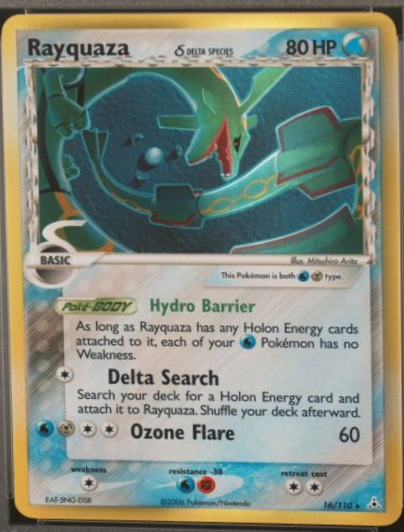 Rayquaza δ DELTA SPECIES 80 HP
BASIC
Illus. Mitsuhiro Arita
This Pokémon is both type.
Poké-BODY Hydro Barrier
As long as Rayquaza has any Holon Energy cards
attached to it, each of your Pokémon has no
Weakness.
Delta Search
Search your deck for a Holon Energy card and
attach it to Rayquaza. Shuffle your deck afterward.
Ozone Flare 60
weakness resistance -30 retreat cost
EAT-SNG-DSR ©2006 Pokémon/Nintendo 16/110 ★